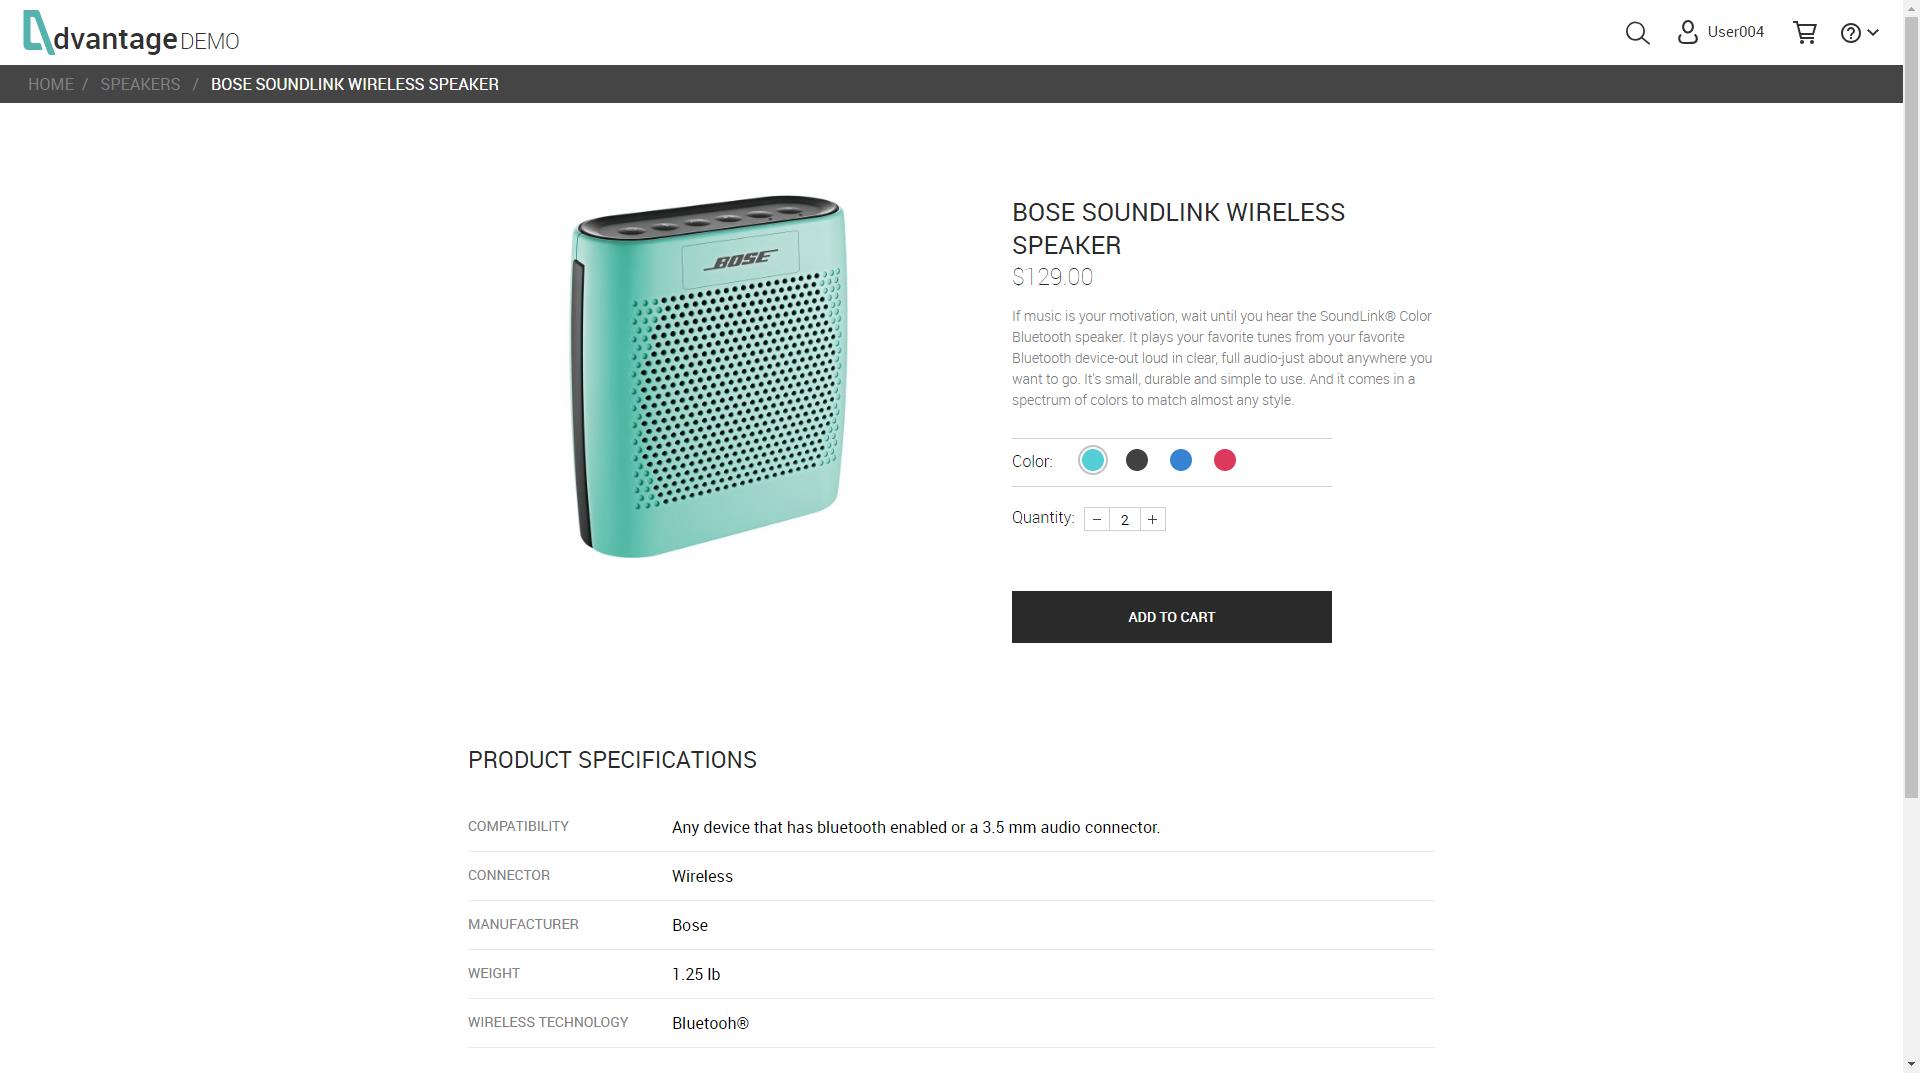 dvantage DEMO
User004
HOME / SPEAKERS / BOSE SOUNDLINK WIRELESS SPEAKER
BOSE
BOSE SOUNDLINK WIRELESS
SPEAKER
$129.00
If music is your motivation, wait until you hear the SoundLink® Color
Bluetooth speaker. It plays your favorite tunes from your favorite
Bluetooth device-out loud in clear, full audio-just about anywhere you
want to go. It's small, durable and simple to use. And it comes in a
spectrum of colors to match almost any style.
Color:
Quantity: − 2 +
ADD TO CART
PRODUCT SPECIFICATIONS
COMPATIBILITY Any device that has bluetooth enabled or a 3.5 mm audio connector.
CONNECTOR Wireless
MANUFACTURER Bose
WEIGHT 1.25 lb
WIRELESS TECHNOLOGY Bluetooh®